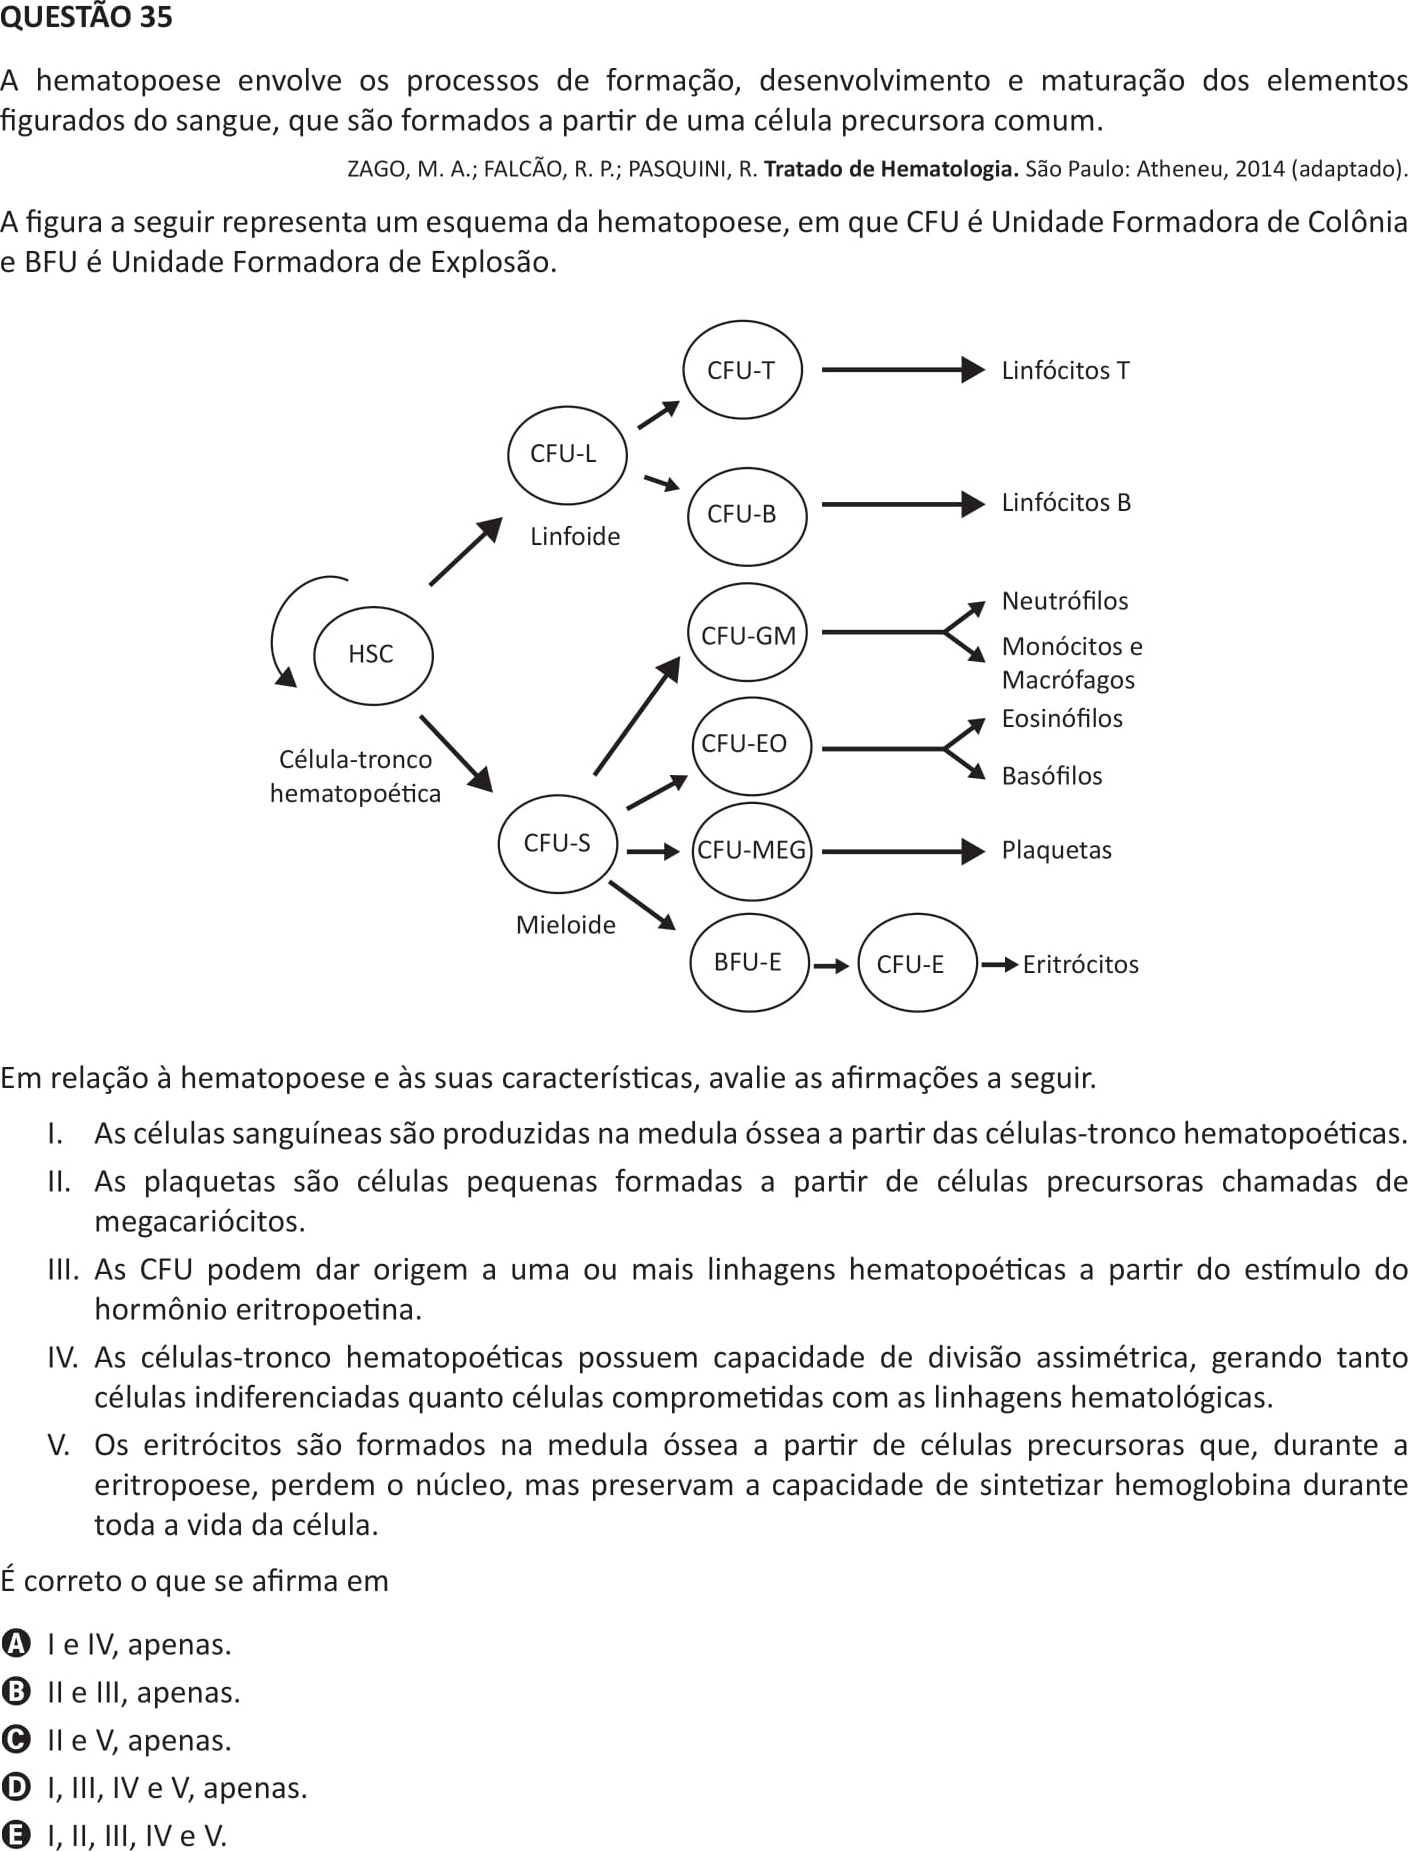 QUESTÃO 35
A hematopoese envolve os processos de formação, desenvolvimento e maturação dos elementos
figurados do sangue, que são formados a partir de uma célula precursora comum.
ZAGO, M. A.; FALCÃO, R. P.; PASQUINI, R. Tratado de Hematologia. São Paulo: Atheneu, 2014 (adaptado).
A figura a seguir representa um esquema da hematopoese, em que CFU é Unidade Formadora de Colônia
e BFU é Unidade Formadora de Explosão.
CFU-T
Linfócitos T
CFU-L
Linfoide
CFU-B
Linfócitos B
HSC
Célula-tronco
hematopoética
CFU-GM
Neutrófilos
Monócitos e
Macrófagos
CFU-EO
Eosinófilos
Basófilos
CFU-S
Mieloide
CFU-MEG
Plaquetas
BFU-E
CFU-E
Eritrócitos
Em relação à hematopoese e às suas características, avalie as afirmações a seguir.
I. As células sanguíneas são produzidas na medula óssea a partir das células-tronco hematopoéticas.
II. As plaquetas são células pequenas formadas a partir de células precursoras chamadas de
megacariócitos.
III. As CFU podem dar origem a uma ou mais linhagens hematopoéticas a partir do estímulo do
hormônio eritropoetina.
IV. As células-tronco hematopoéticas possuem capacidade de divisão assimétrica, gerando tanto
células indiferenciadas quanto células comprometidas com as linhagens hematológicas.
V. Os eritrócitos são formados na medula óssea a partir de células precursoras que, durante a
eritropoese, perdem o núcleo, mas preservam a capacidade de sintetizar hemoglobina durante
toda a vida da célula.
É correto o que se afirma em
A I e IV, apenas.
B II e III, apenas.
C II e V, apenas.
D I, III, IV e V, apenas.
E I, II, III, IV e V.